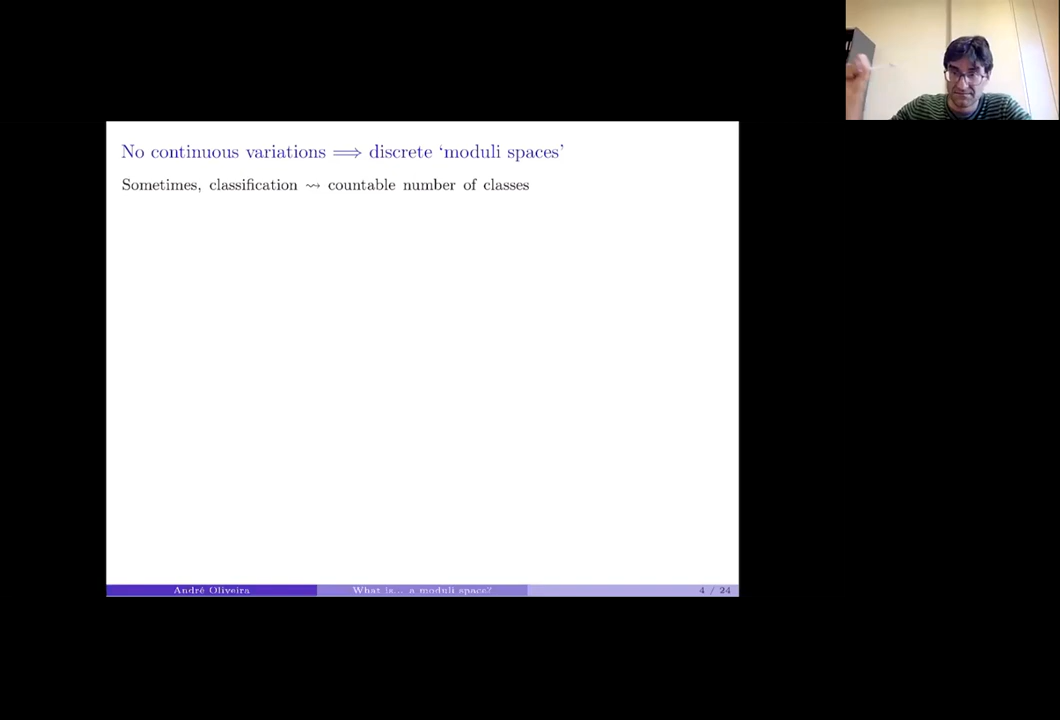 No continuous variations ⟹ discrete ‘moduli spaces’
Sometimes, classification ⇝ countable number of classes
André Oliveira
What is... a moduli space?
4 / 24